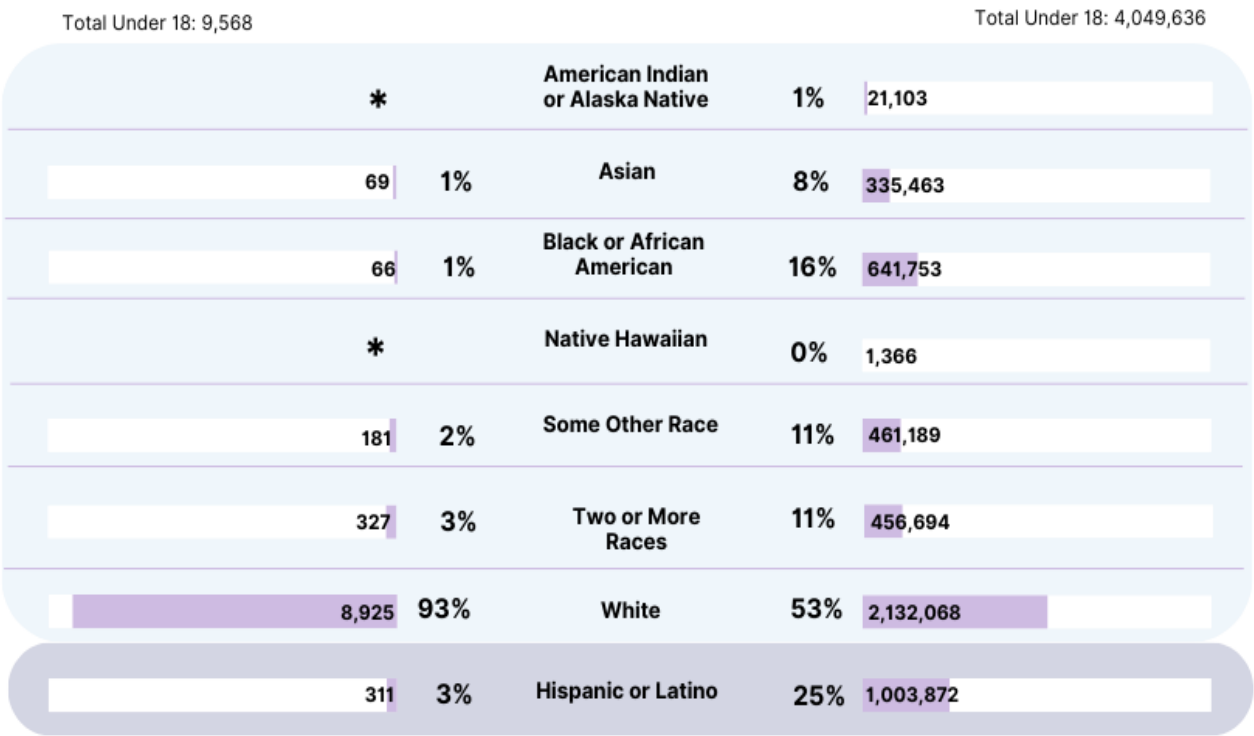 Total Under 18: 9,568
Total Under 18: 4,049,636
American Indian
or Alaska Native
*
1%
21,103
69
1%
Asian
8%
335,463
Black or African
American
66
1%
16%
641,753
*
Native Hawaiian
0%
1,366
181
2%
Some Other Race
11%
461,189
327
3%
Two or More
Races
11%
456,694
8,925
93%
White
53%
2,132,068
311
3%
Hispanic or Latino
25%
1,003,872